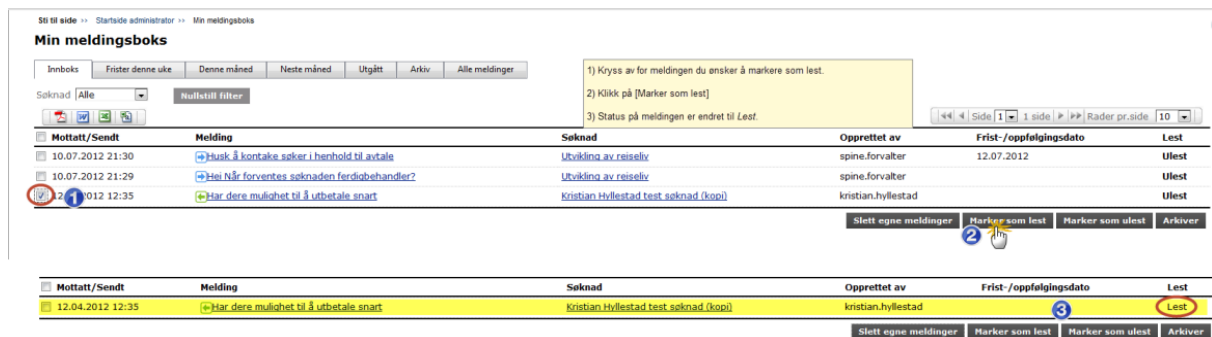 Sti til side >> Startside administrator >> Min meldingsboks
Min meldingsboks
Innboks Frister denne uke Denne måned Neste måned Utgått Arkiv Alle meldinger
1) Kryss av for meldingen du ønsker å markere som lest.
2) Klikk på [Marker som lest]
3) Status på meldingen er endret til Lest.
Søknad Alle Nullstill filter
Side 1 1 side Rader pr.side 10
Mottatt/Sendt Melding Søknad Opprettet av Frist-/oppfølgingsdato Lest
10.07.2012 21:30 Husk å kontake søker i henhold til avtale Utvikling av reiseliv spine.forvalter 12.07.2012 Ulest
10.07.2012 21:29 Hei Når forventes søknaden ferdigbehandler? Utvikling av reiseliv spine.forvalter Ulest
1 12 2012 12:35 Har dere mulighet til å utbetale snart Kristian Hyllestad test søknad (kopi) kristian.hyllestad Ulest
Slett egne meldinger Marker som lest Marker som ulest Arkiver
2
Mottatt/Sendt Melding Søknad Opprettet av Frist-/oppfølgingsdato Lest
12.04.2012 12:35 Har dere mulighet til å utbetale snart Kristian Hyllestad test søknad (kopi) kristian.hyllestad 3 Lest
Slett egne meldinger Marker som lest Marker som ulest Arkiver